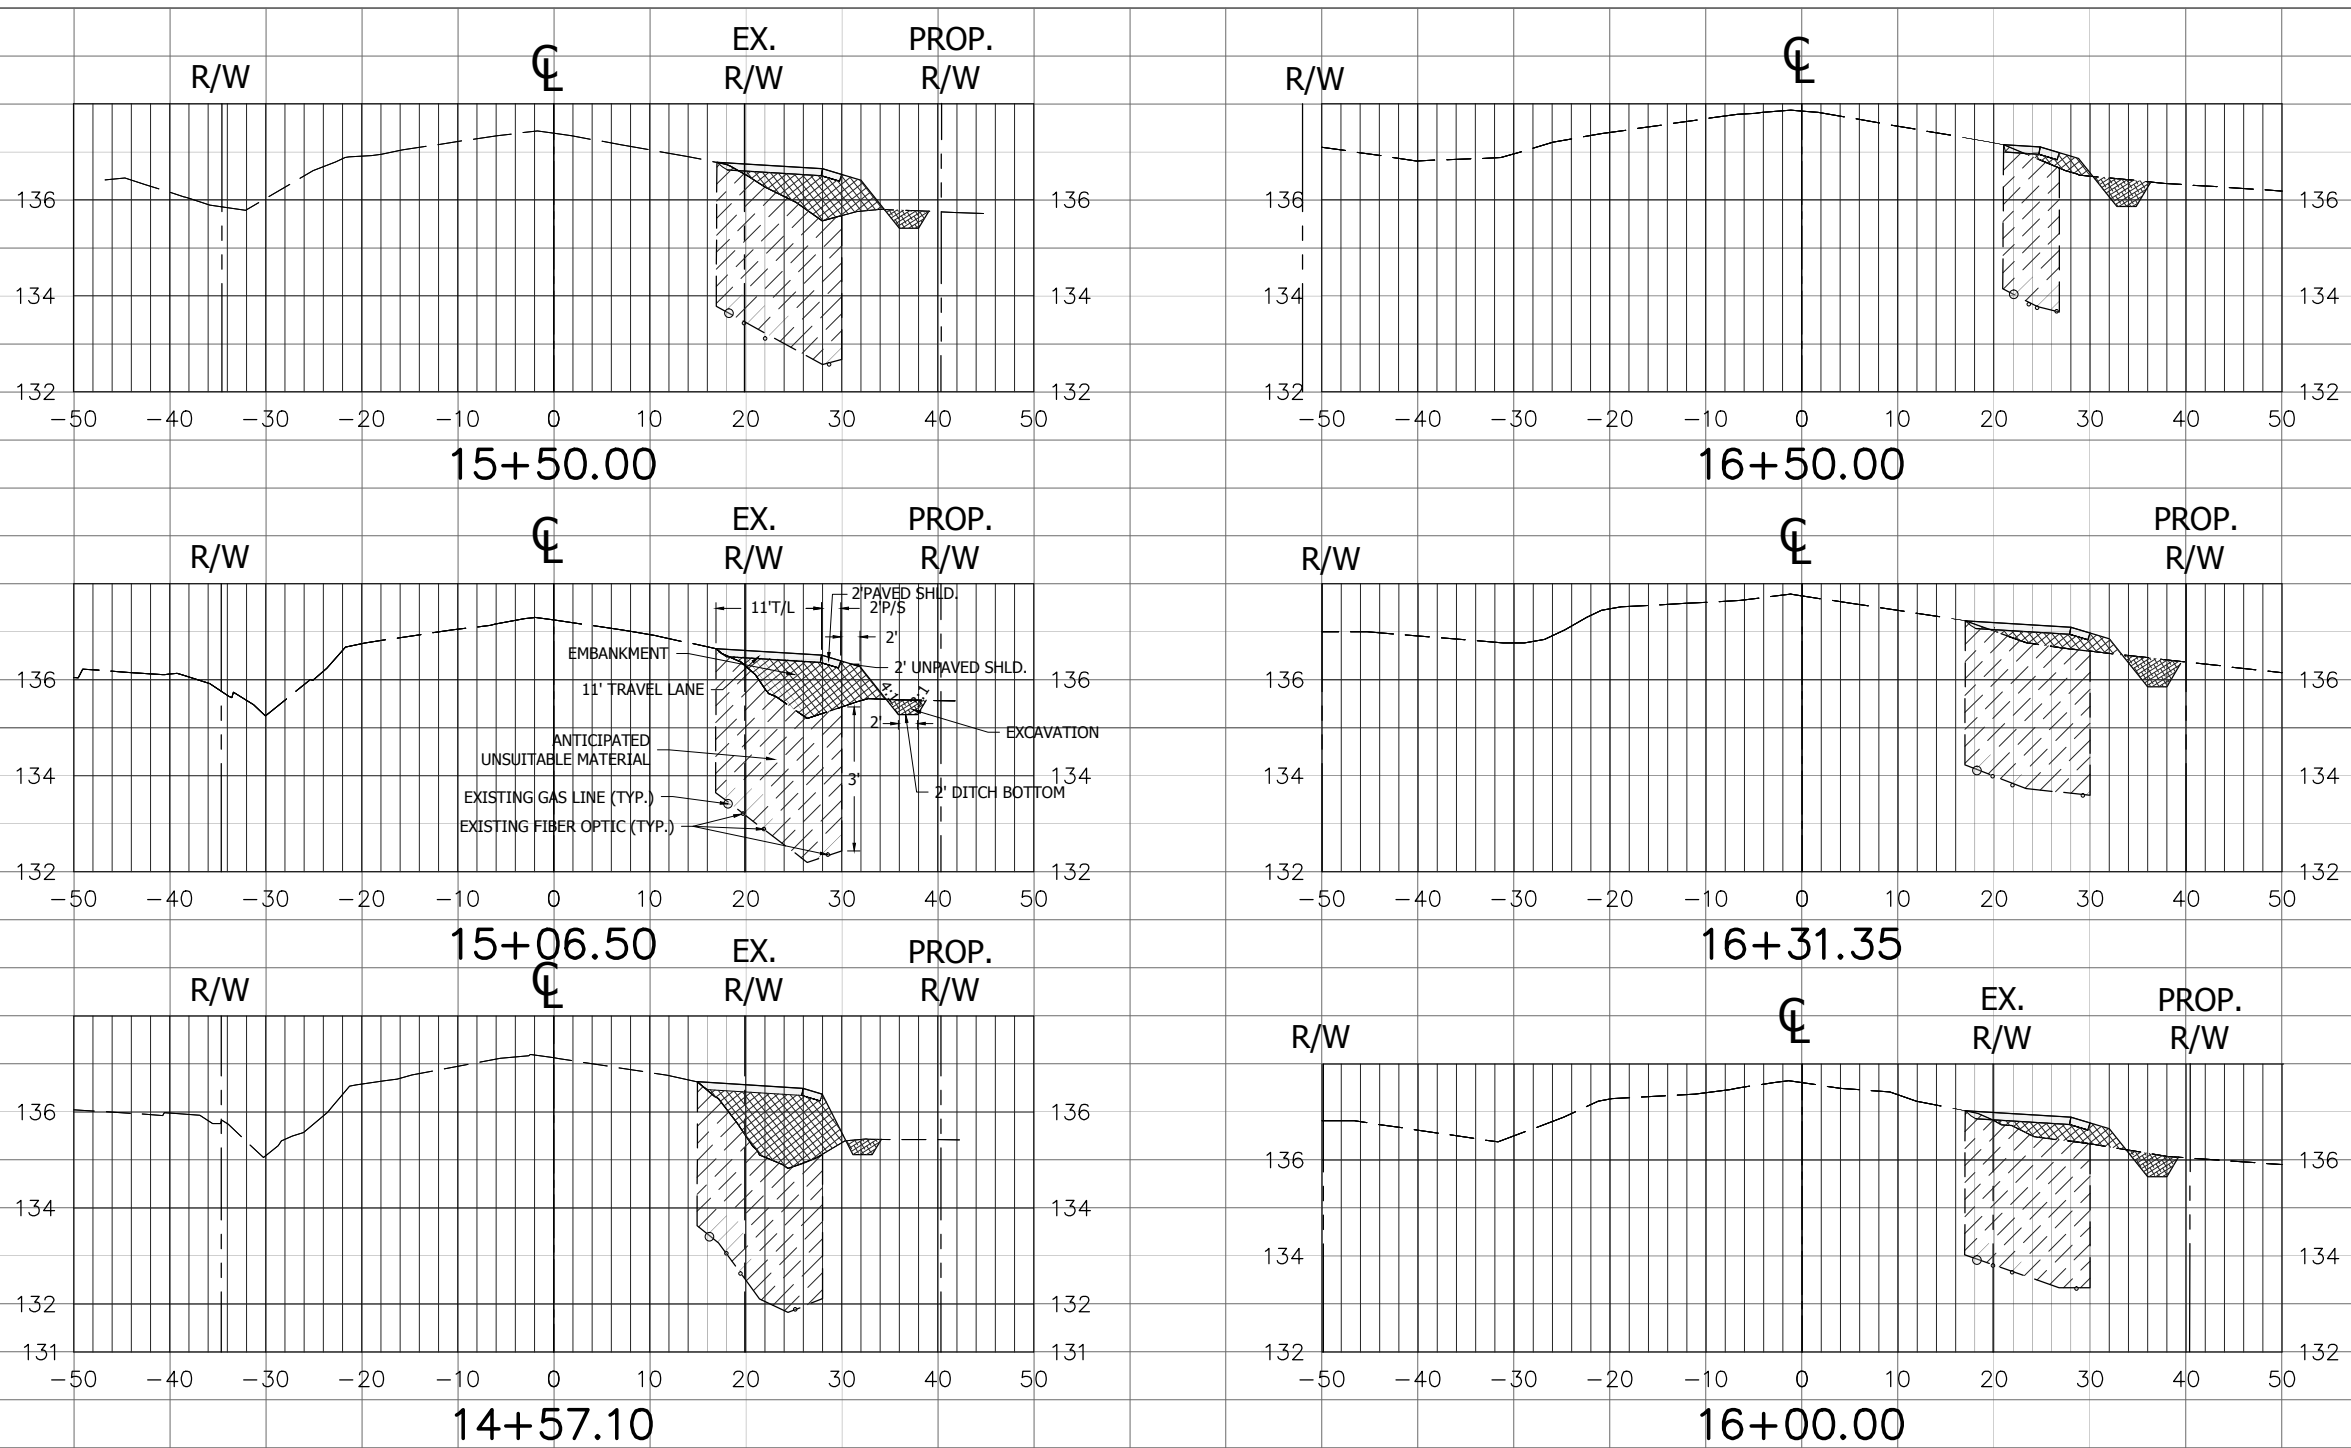 EX. PROP.
R/W ℄ R/W R/W
136 136
134 134
132 132
−50 −40 −30 −20 −10 0 10 20 30 40 50
15+50.00
R/W ℄
136 136
134 134
132 132
−50 −40 −30 −20 −10 0 10 20 30 40 50
16+50.00
EX. PROP.
R/W ℄ R/W R/W
2'PAVED SHLD.
11'T/L 2'P/S
2'
EMBANKMENT
2' UNPAVED SHLD.
136 136
11' TRAVEL LANE
4:1
2'
EXCAVATION
ANTICIPATED
UNSUITABLE MATERIAL
134 134
3'
2' DITCH BOTTOM
EXISTING GAS LINE (TYP.)
EXISTING FIBER OPTIC (TYP.)
132 132
−50 −40 −30 −20 −10 0 10 20 30 40 50
15+06.50
PROP.
R/W ℄ R/W
136 136
134 134
132 132
−50 −40 −30 −20 −10 0 10 20 30 40 50
16+31.35
EX. PROP.
R/W ℄ R/W R/W
136 136
134 134
132 132
131 131
−50 −40 −30 −20 −10 0 10 20 30 40 50
14+57.10
EX. PROP.
R/W ℄ R/W R/W
136 136
134 134
132 132
−50 −40 −30 −20 −10 0 10 20 30 40 50
16+00.00